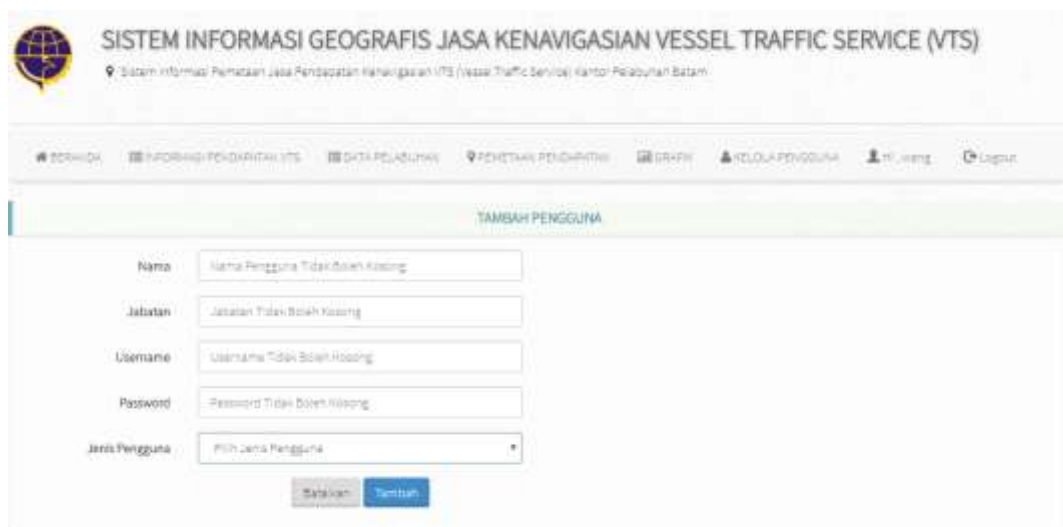 SISTEM INFORMASI GEOGRAFIS JASA KENAVIGASIAN VESSEL TRAFFIC SERVICE (VTS)
Sistem Informasi Pemetaan Jasa Pendapatan Kenavigasian VTS (Vessel Traffic Service) Kantor Pelabuhan Batam
BERANDA INFORMASI PENDAPATAN VTS DATA PELABUHAN PEMETAAN PENDAPATAN GRAFIK KELOLA PENGGUNA Logout
TAMBAH PENGGUNA
Nama Nama Pengguna Tidak Boleh Kosong
Jabatan Jabatan Tidak Boleh Kosong
Username Username Tidak Boleh Kosong
Password Password Tidak Boleh Kosong
Jenis Pengguna Pilih Jenis Pengguna
Batalkan Tambah